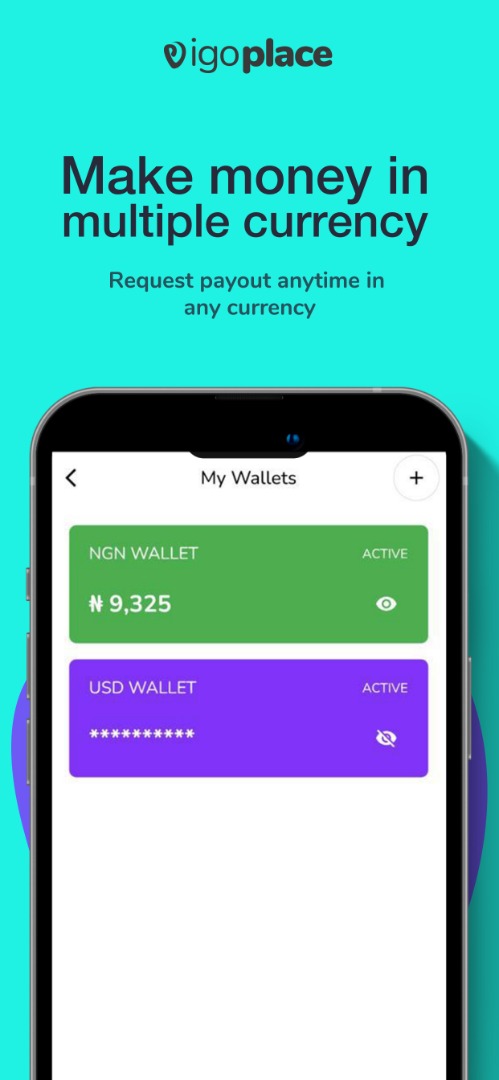 Vigoplace
Make money in
multiple currency
Request payout anytime in
any currency
My Wallets
+
NGN WALLET
ACTIVE
₦ 9,325
USD WALLET
ACTIVE
**********